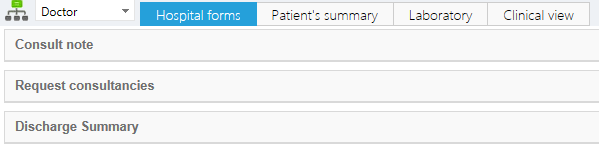 Doctor Hospital forms Patient's summary Laboratory Clinical view
Consult note
Request consultancies
Discharge Summary